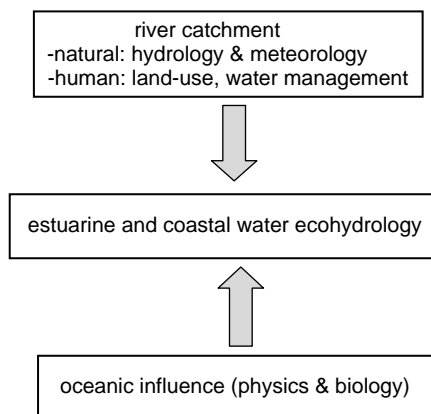 river catchment
-natural: hydrology & meteorology
-human: land-use, water management
estuarine and coastal water ecohydrology
oceanic influence (physics & biology)